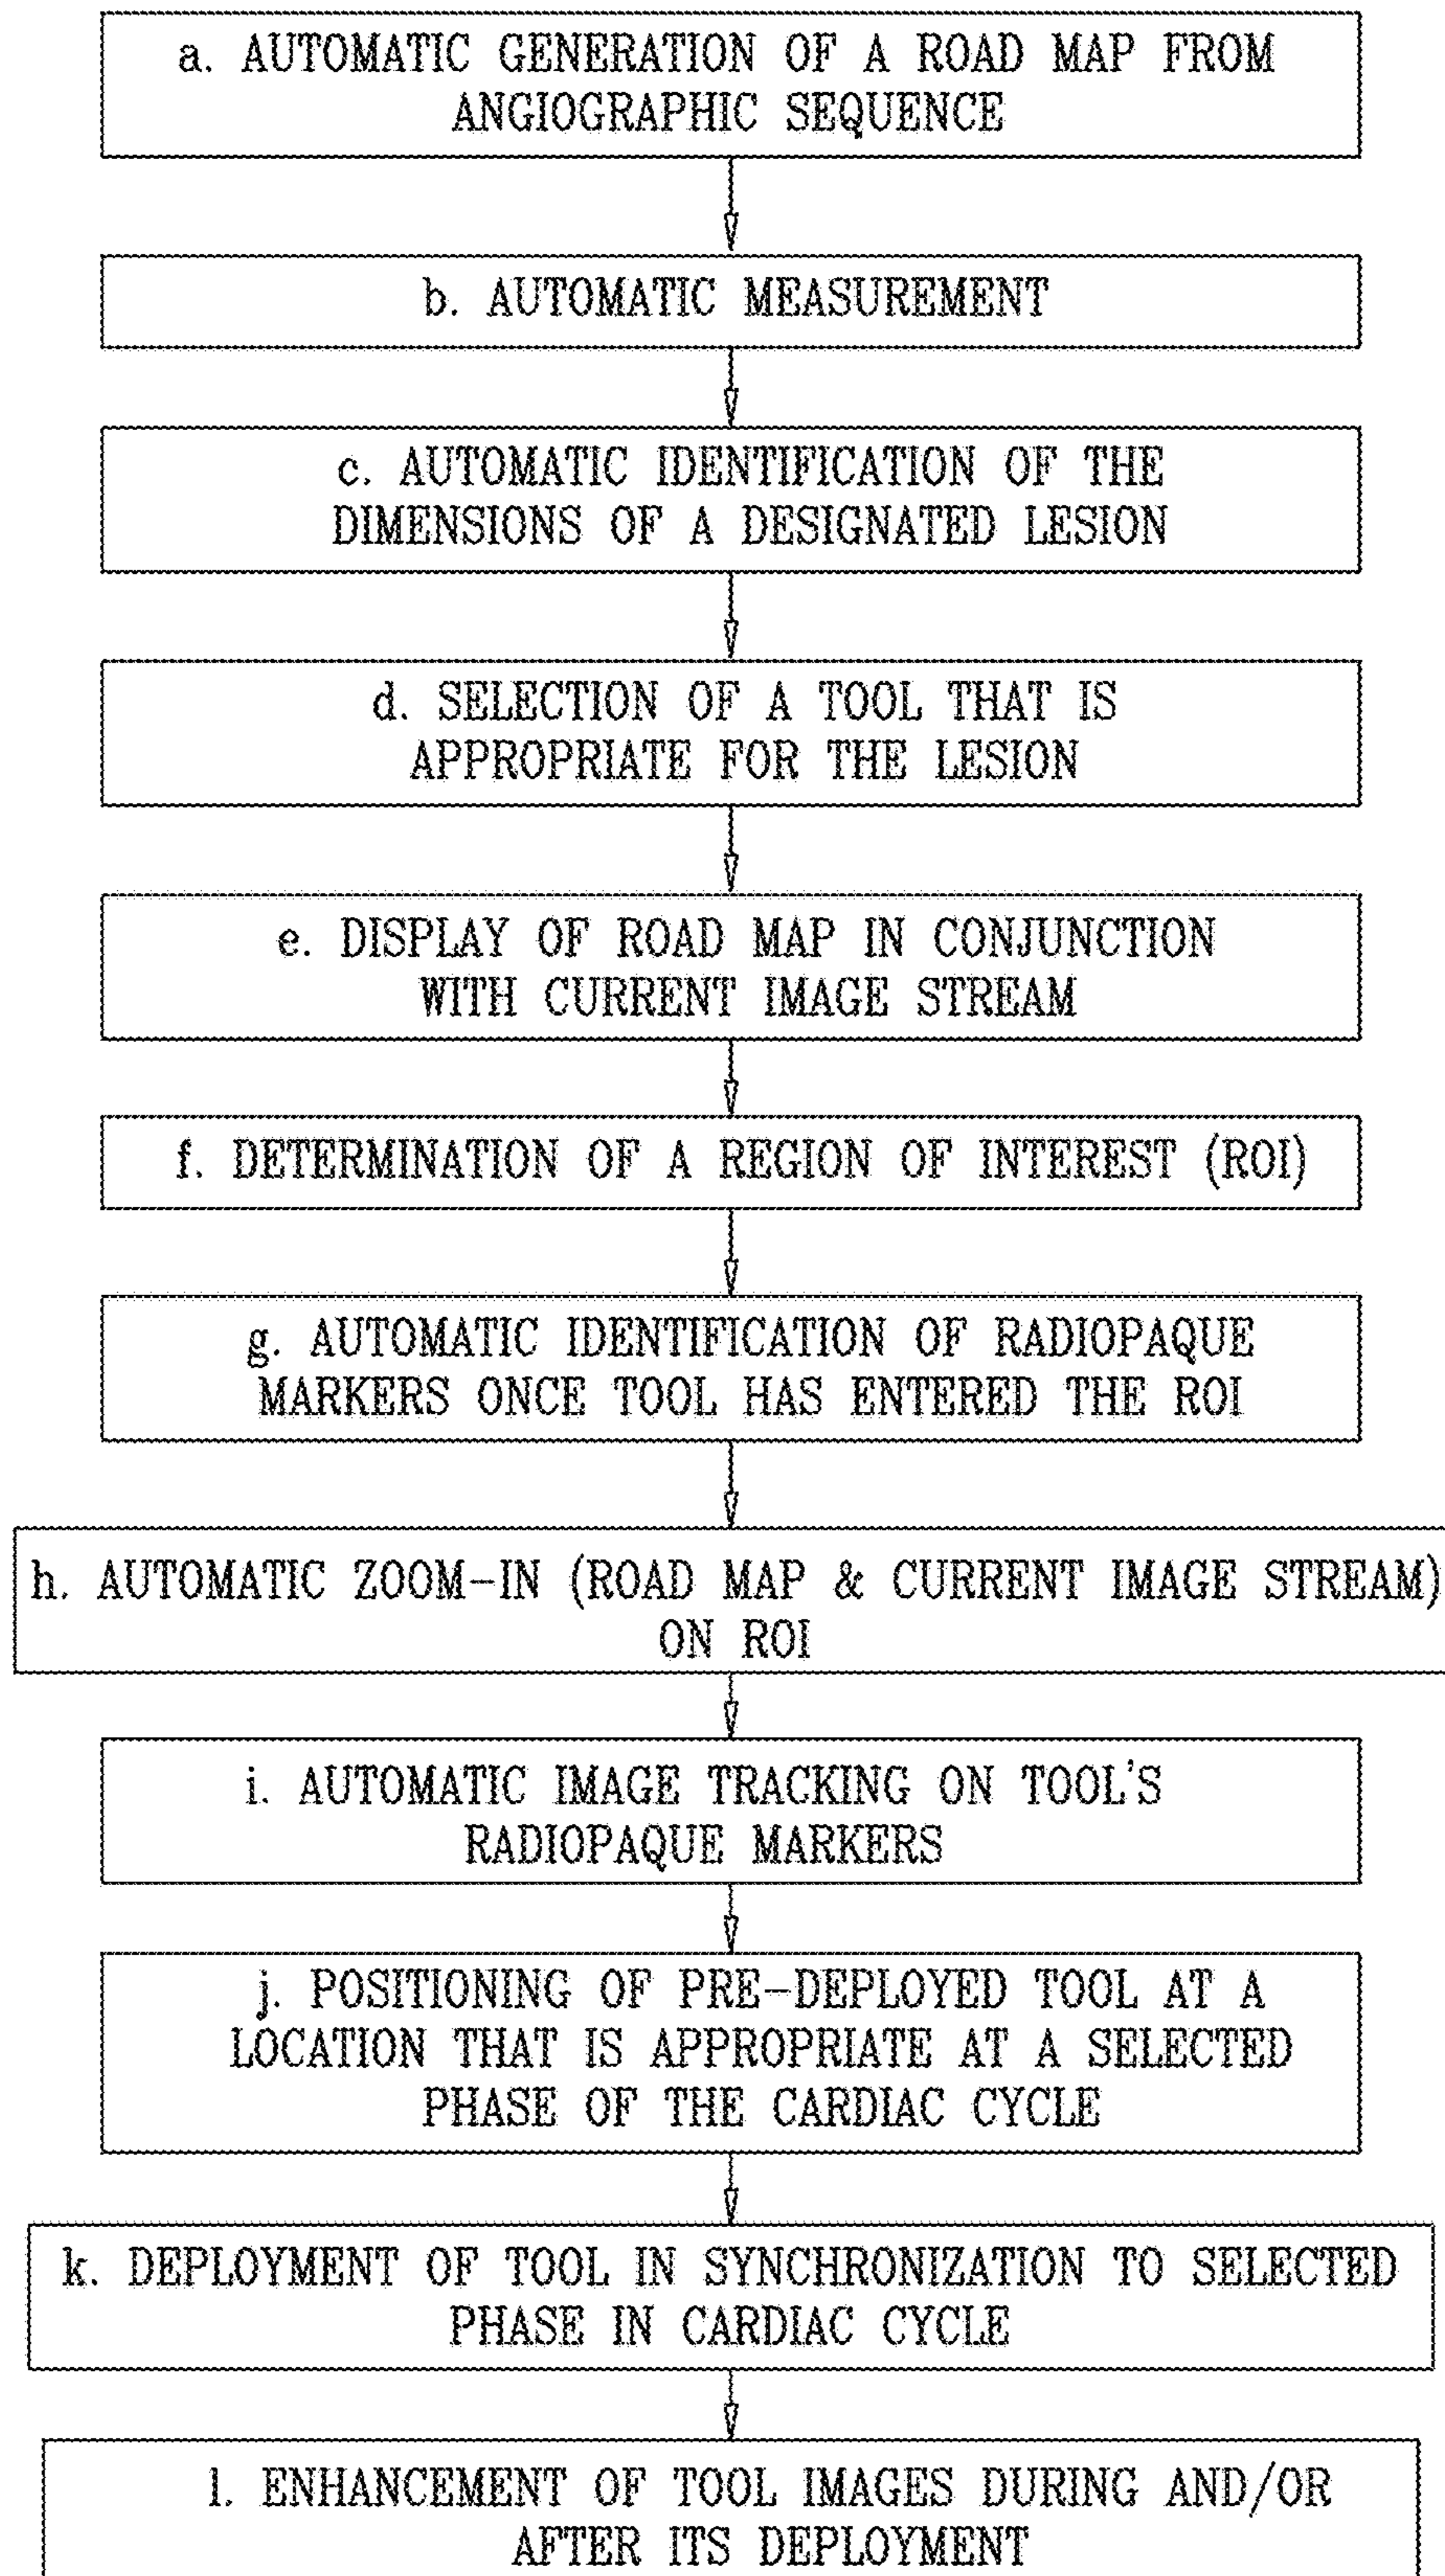 a. AUTOMATIC GENERATION OF A ROAD MAP FROM
ANGIOGRAPHIC SEQUENCE
b. AUTOMATIC MEASUREMENT
c. AUTOMATIC IDENTIFICATION OF THE
DIMENSIONS OF A DESIGNATED LESION
d. SELECTION OF A TOOL THAT IS
APPROPRIATE FOR THE LESION
e. DISPLAY OF ROAD MAP IN CONJUNCTION
WITH CURRENT IMAGE STREAM
f. DETERMINATION OF A REGION OF INTEREST (ROI)
g. AUTOMATIC IDENTIFICATION OF RADIOPAQUE
MARKERS ONCE TOOL HAS ENTERED THE ROI
h. AUTOMATIC ZOOM-IN (ROAD MAP & CURRENT IMAGE STREAM)
ON ROI
i. AUTOMATIC IMAGE TRACKING ON TOOL'S
RADIOPAQUE MARKERS
j. POSITIONING OF PRE-DEPLOYED TOOL AT A
LOCATION THAT IS APPROPRIATE AT A SELECTED
PHASE OF THE CARDIAC CYCLE
k. DEPLOYMENT OF TOOL IN SYNCHRONIZATION TO SELECTED
PHASE IN CARDIAC CYCLE
l. ENHANCEMENT OF TOOL IMAGES DURING AND/OR
AFTER ITS DEPLOYMENT